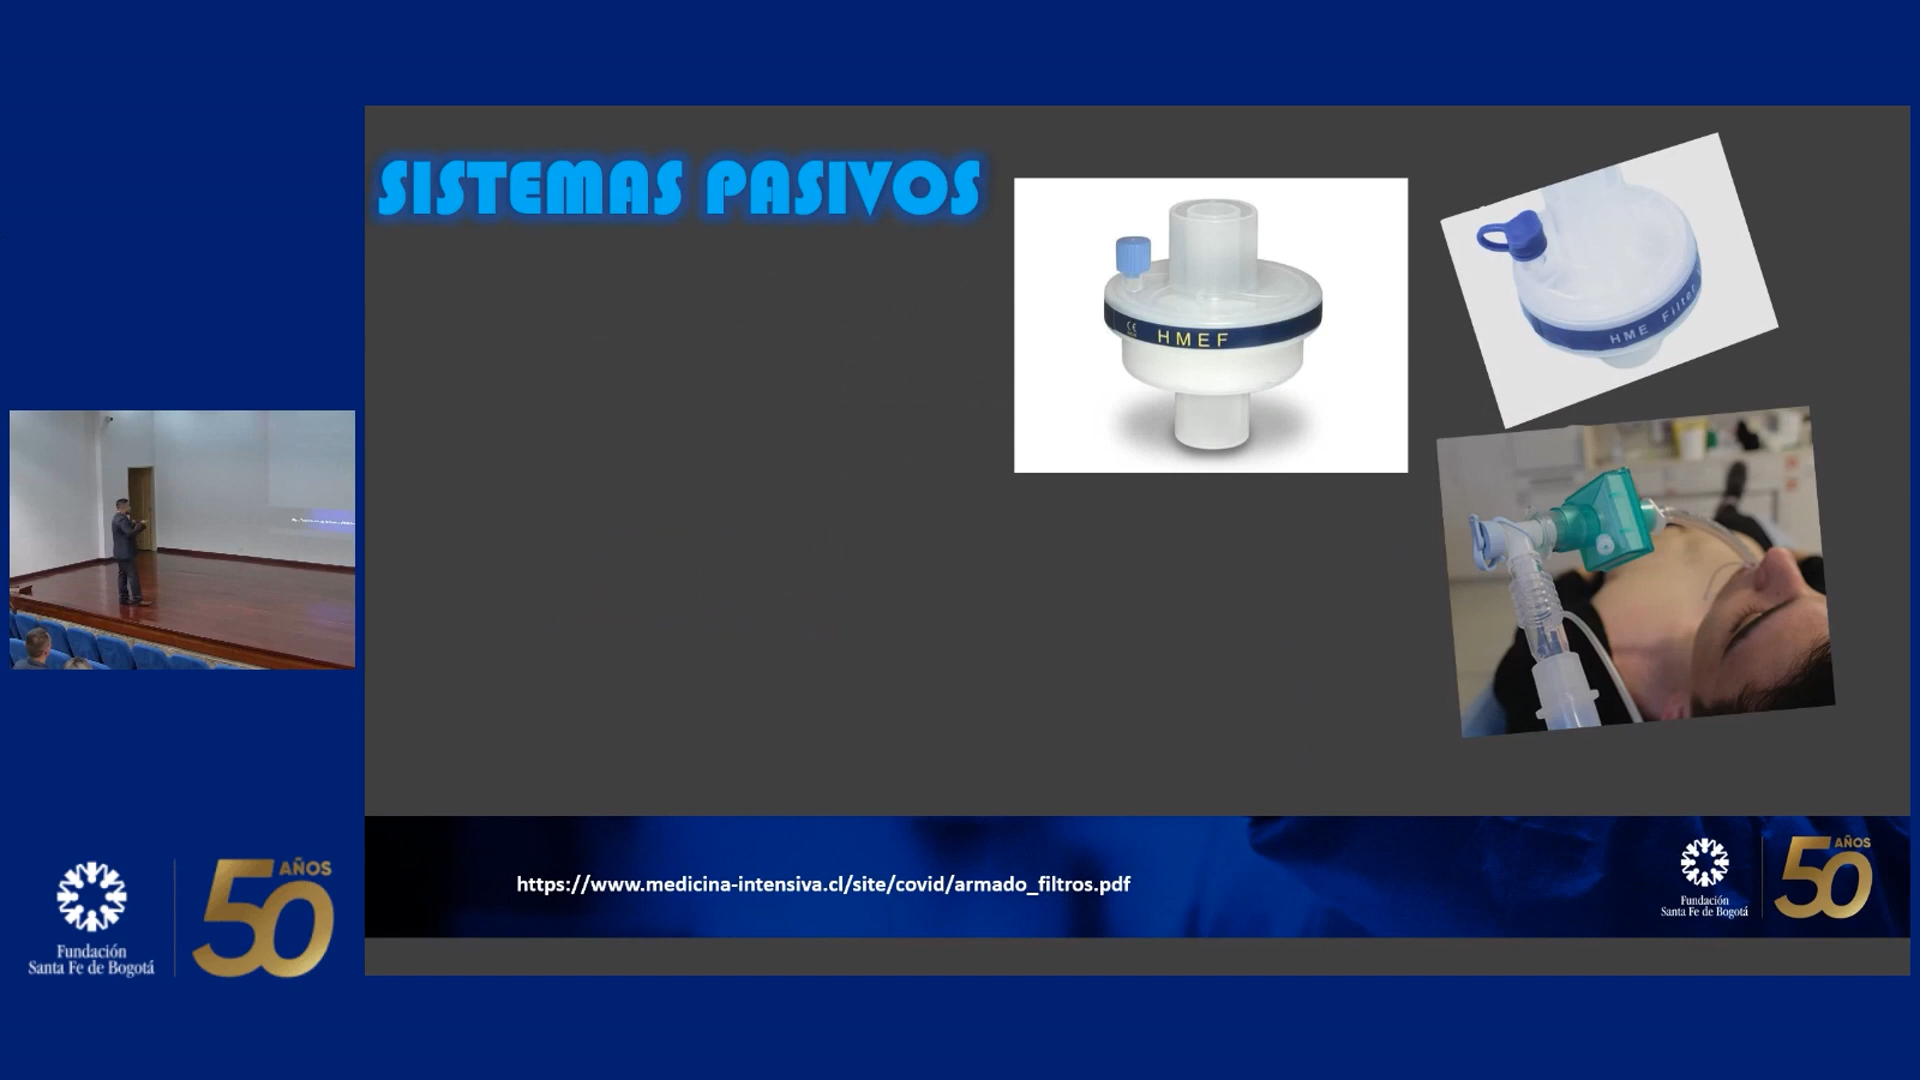 SISTEMAS PASIVOS
CE
HMEF
HME Filter
https://www.medicina-intensiva.cl/site/covid/armado_filtros.pdf
Fundación
Santa Fe de Bogotá
50 AÑOS
Fundación
Santa Fe de Bogotá
50 AÑOS